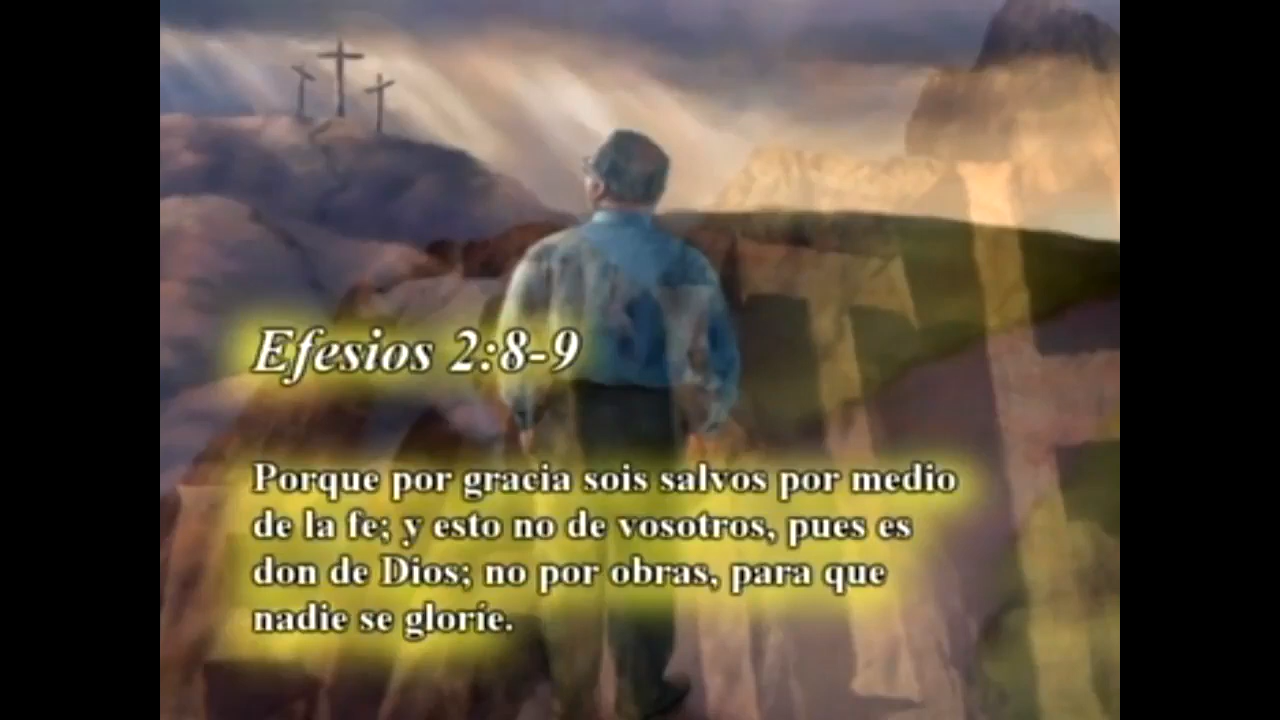 Efesios 2:8-9
Porque por gracia sois salvos por medio
de la fe; y esto no de vosotros, pues es
don de Dios; no por obras, para que
nadie se gloríe.